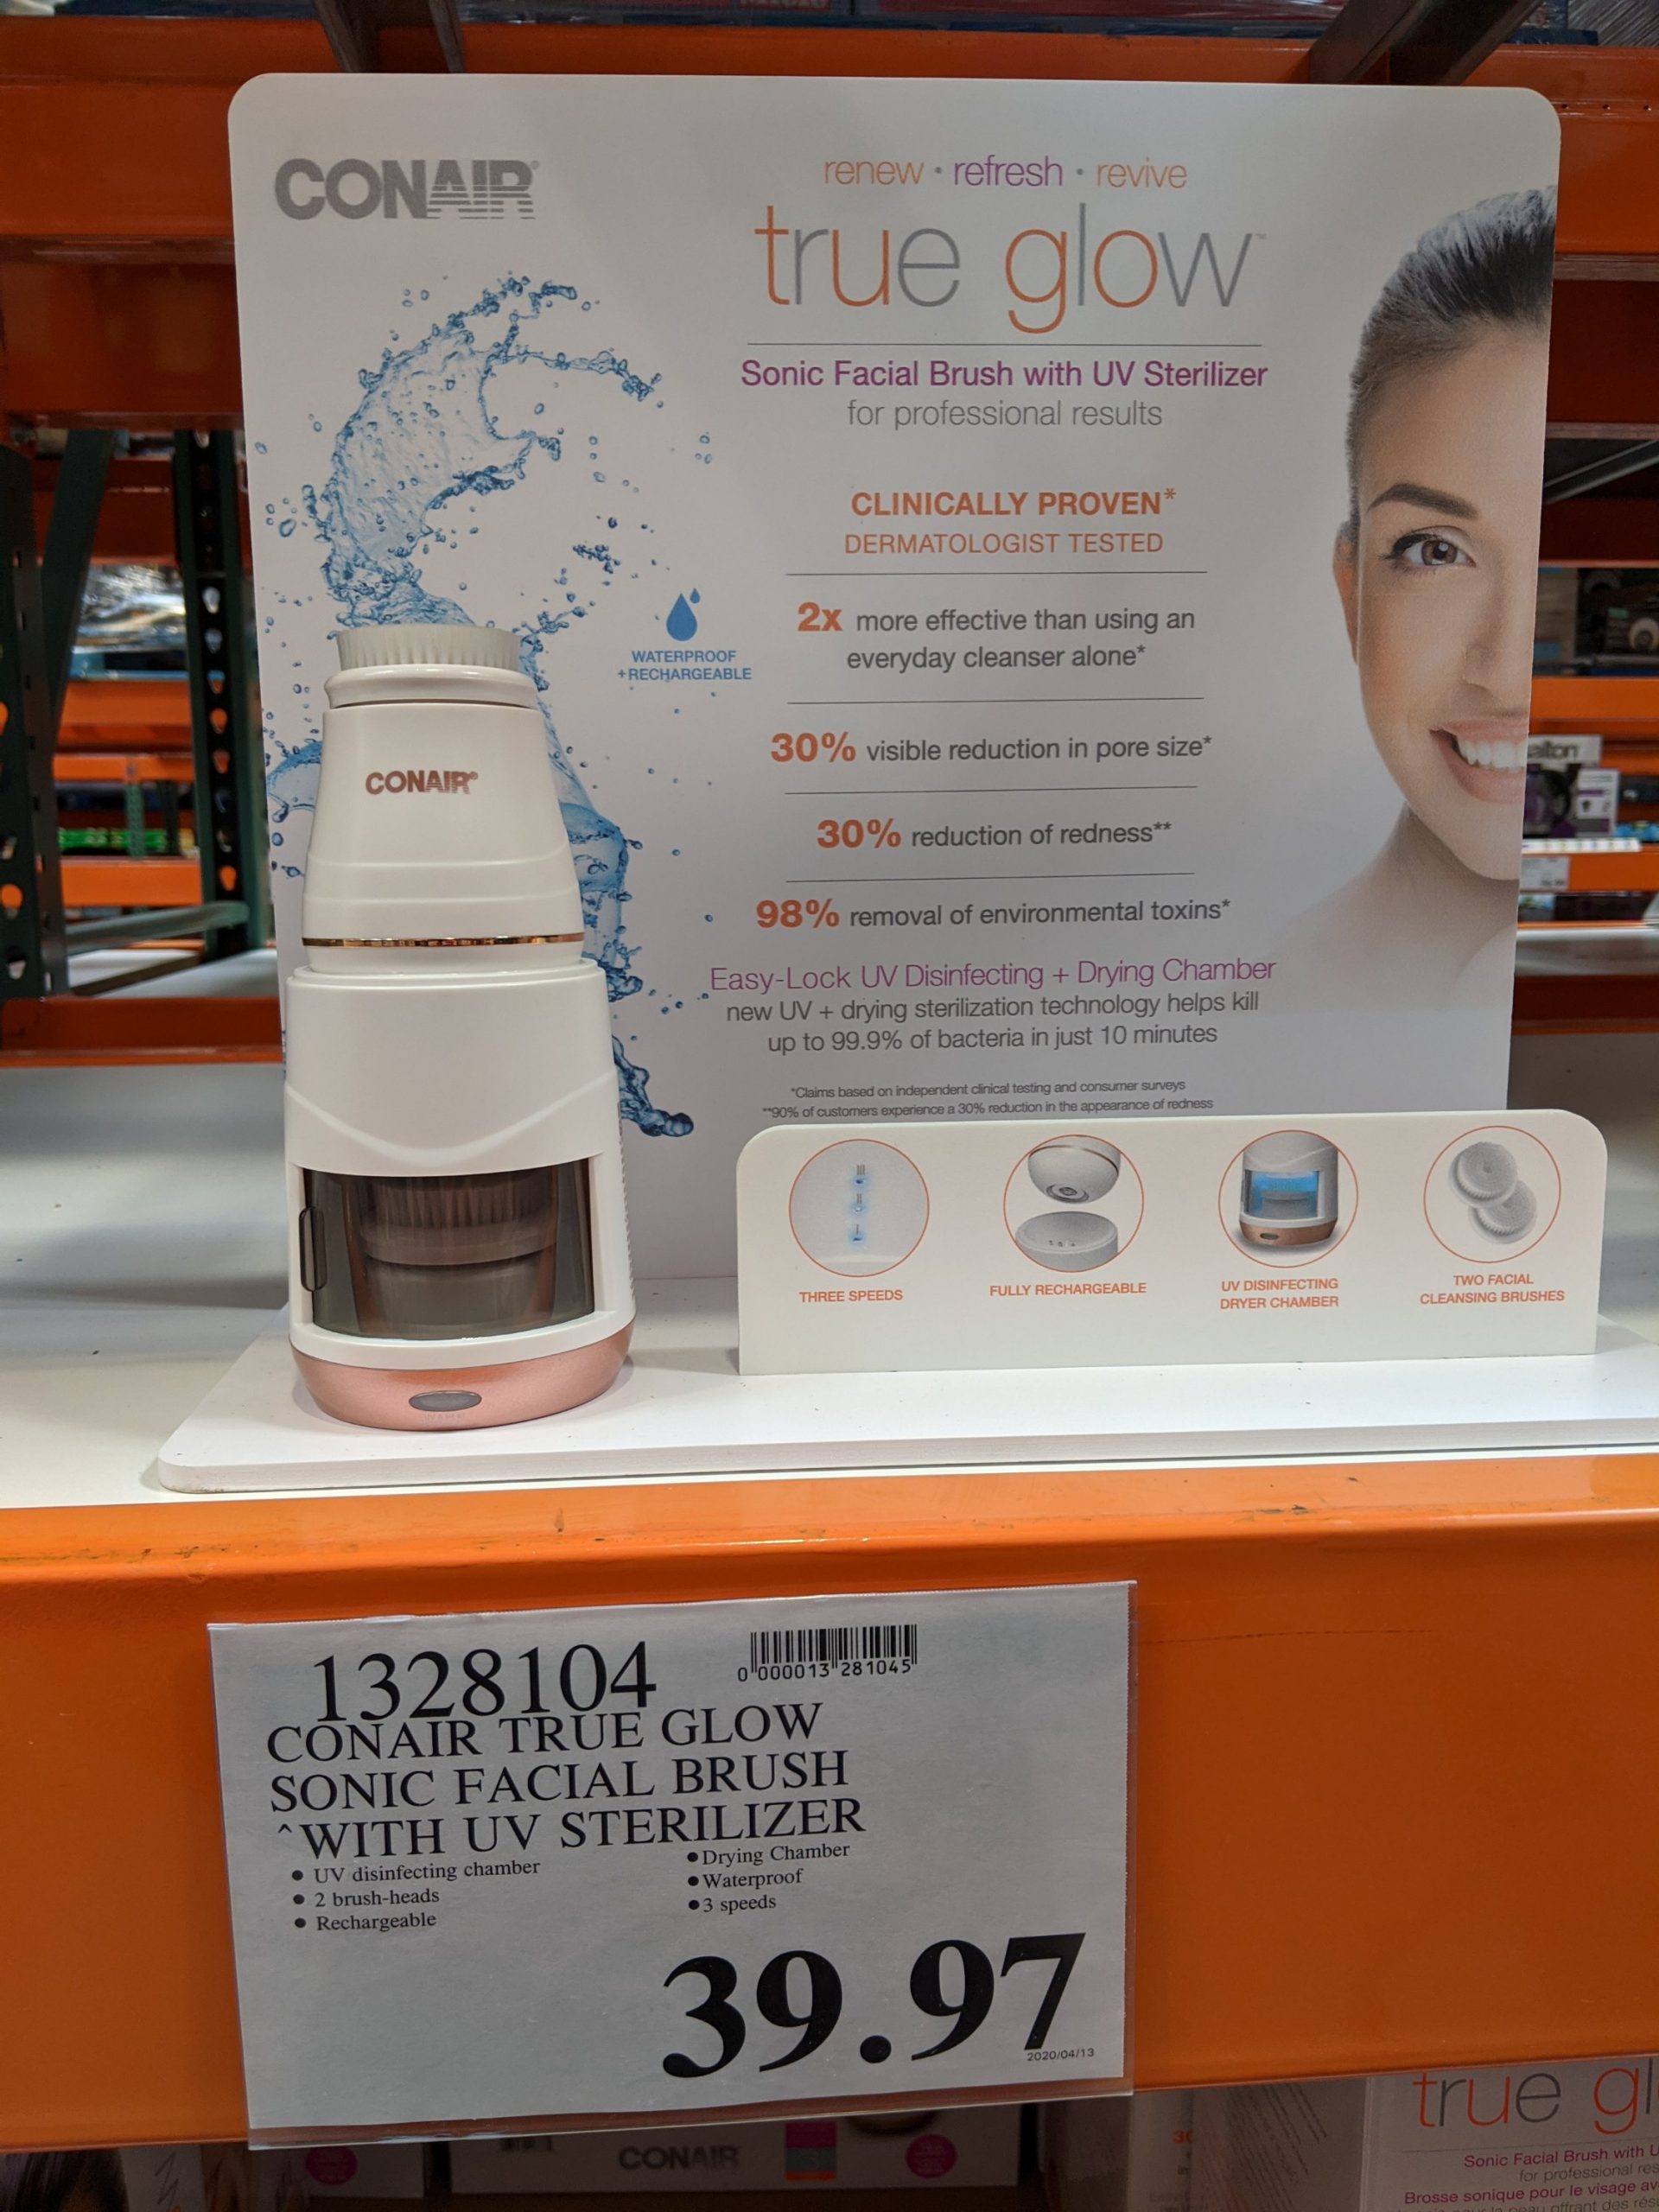 CONAIR®
renew • refresh • revive
true glow™
Sonic Facial Brush with UV Sterilizer
for professional results
CLINICALLY PROVEN*
DERMATOLOGIST TESTED
2x more effective than using an
everyday cleanser alone*
WATERPROOF
+RECHARGEABLE
30% visible reduction in pore size*
CONAIR®
30% reduction of redness**
98% removal of environmental toxins*
Easy-Lock UV Disinfecting + Drying Chamber
new UV + drying sterilization technology helps kill
up to 99.9% of bacteria in just 10 minutes
*Claims based on independent clinical testing and consumer surveys
**90% of customers experience a 30% reduction in the appearance of redness
THREE SPEEDS
FULLY RECHARGEABLE
UV DISINFECTING
DRYER CHAMBER
TWO FACIAL
CLEANSING BRUSHES
1328104
0 000013 281045
CONAIR TRUE GLOW
SONIC FACIAL BRUSH
^WITH UV STERILIZER
• UV disinfecting chamber
• 2 brush-heads
• Rechargeable
• Drying Chamber
• Waterproof
• 3 speeds
39.97
2020/04/13
CONAIR
true gl
Sonic Facial Brush with U
for professional res
Brosse sonique pour le visage av